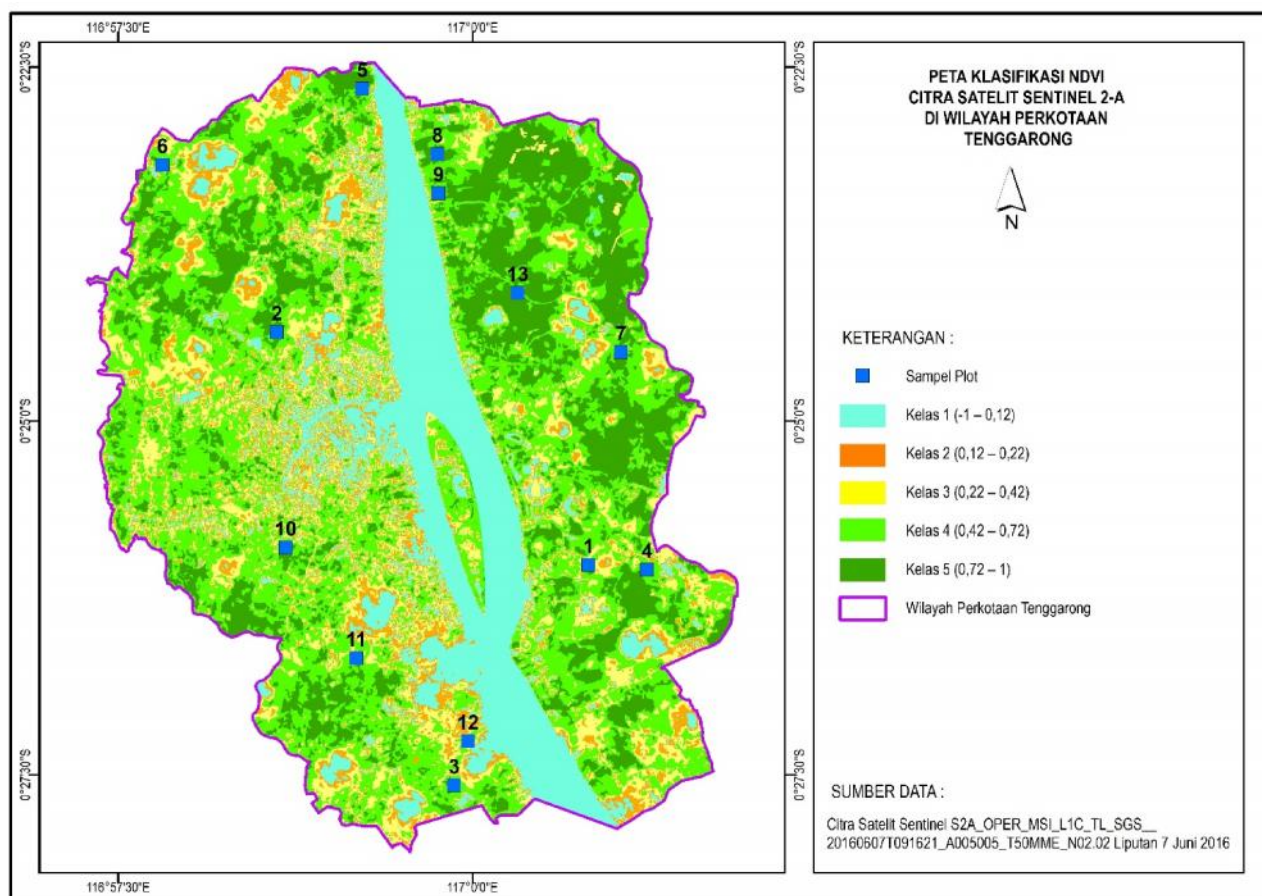 116°57'30"E
117°0'0"E
0°22'30"S
0°22'30"S
5
8
6
9
13
2
7
0°25'0"S
0°25'0"S
10
1
4
11
12
3
0°27'30"S
0°27'30"S
116°57'30"E
117°0'0"E
PETA KLASIFIKASI NDVI
CITRA SATELIT SENTINEL 2-A
DI WILAYAH PERKOTAAN
TENGGARONG
N
KETERANGAN :
Sampel Plot
Kelas 1 (-1 – 0,12)
Kelas 2 (0,12 – 0,22)
Kelas 3 (0,22 – 0,42)
Kelas 4 (0,42 – 0,72)
Kelas 5 (0,72 – 1)
Wilayah Perkotaan Tenggarong
SUMBER DATA :
Citra Satelit Sentinel S2A_OPER_MSI_L1C_TL_SGS__
20160607T091621_A005005_T50MME_N02.02 Liputan 7 Juni 2016